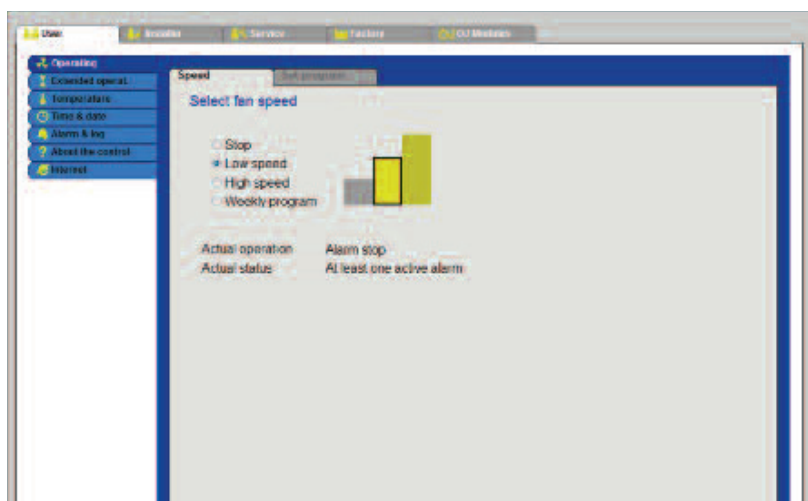 User
Installer
Service
Factory
OJ Modules
Operating
Extended operat.
Temperature
Time & date
Alarm & log
About the control
Internet
Speed
Select fan speed
Stop
Low speed
High speed
Weekly program
Actual operation Alarm stop
Actual status At least one active alarm